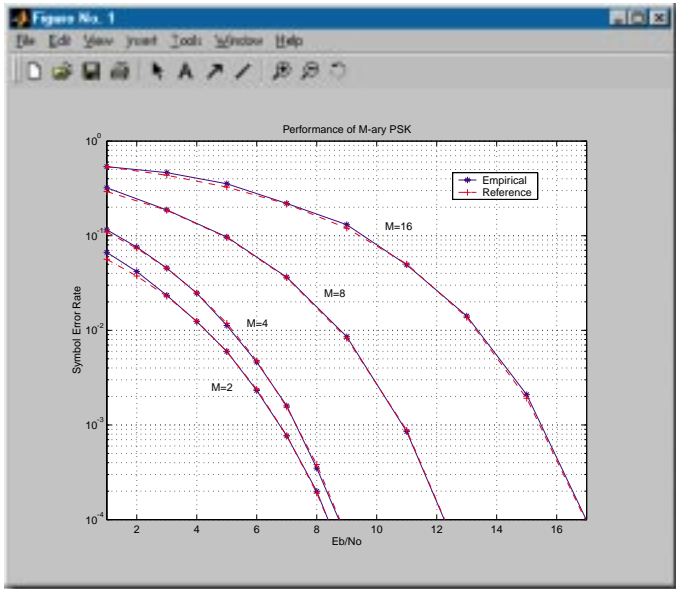 Figure No. 1
File Edit View Insert Tools Window Help
Performance of M-ary PSK
Empirical
Reference
M=16
M=8
M=4
M=2
Symbol Error Rate
10^0
10^-1
10^-2
10^-3
10^-4
2 4 6 8 10 12 14 16
Eb/No